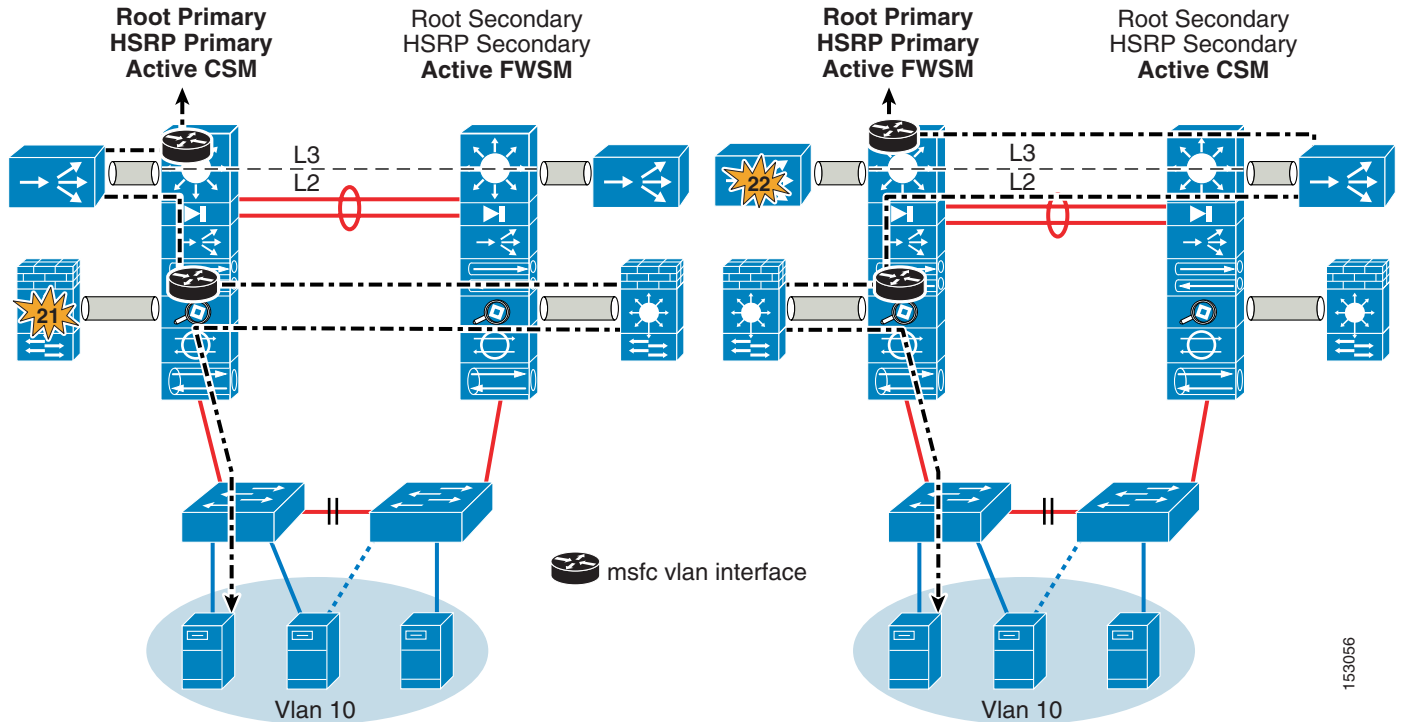 Root Primary
HSRP Primary
Active CSM
Root Secondary
HSRP Secondary
Active FWSM
Root Primary
HSRP Primary
Active FWSM
Root Secondary
HSRP Secondary
Active CSM
L3
L2
21
L3
L2
22
msfc vlan interface
Vlan 10
Vlan 10
153056